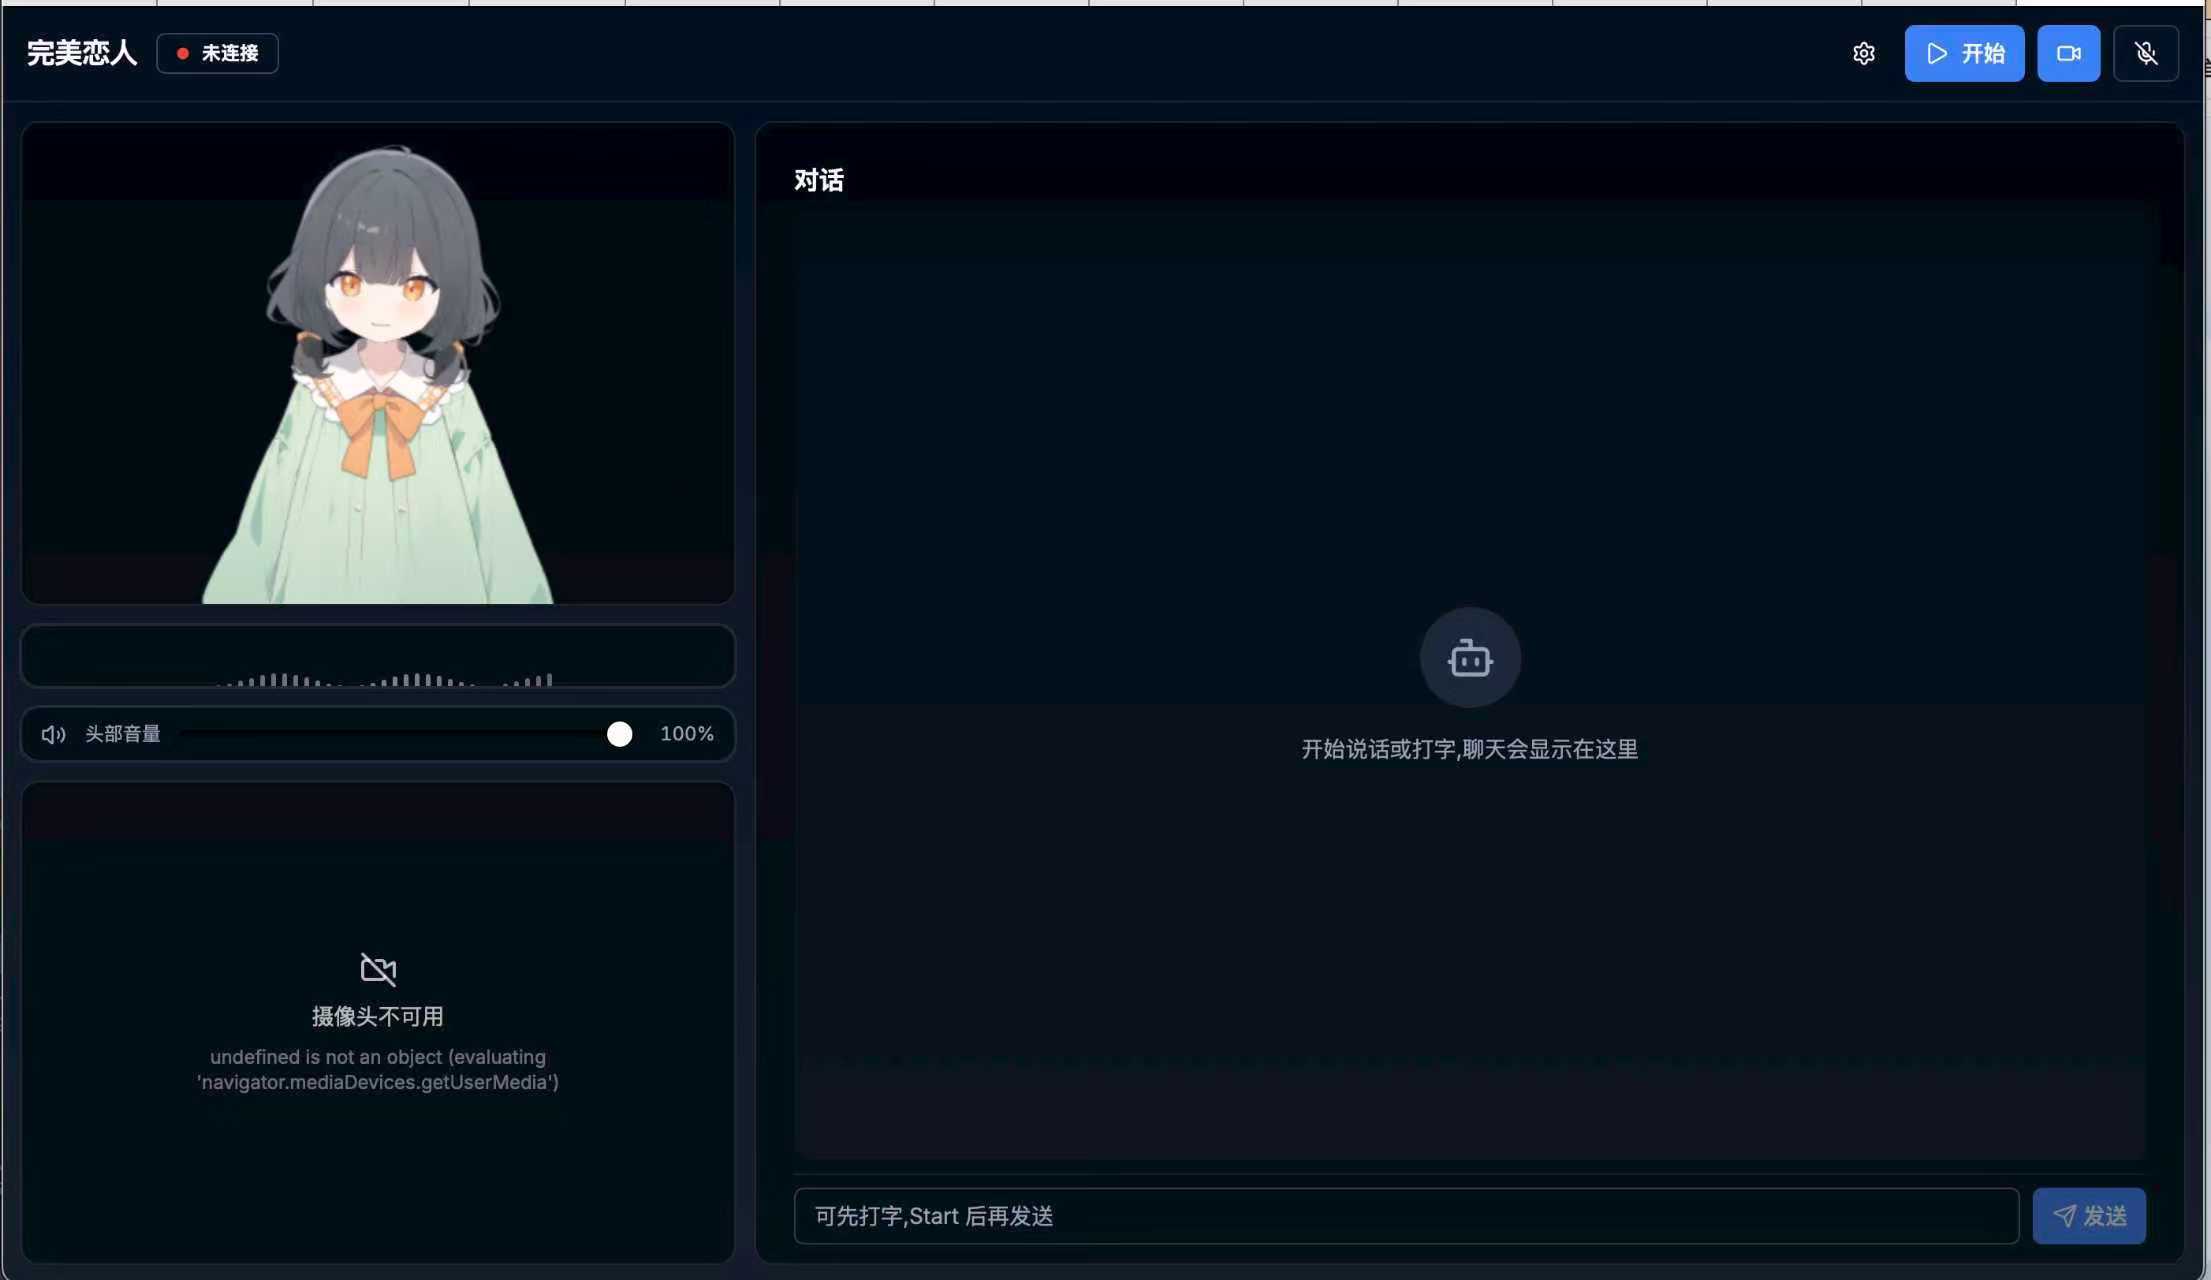 完美恋人
未连接
开始
对话
头部音量
100%
摄像头不可用
undefined is not an object (evaluating
'navigator.mediaDevices.getUserMedia')
开始说话或打字,聊天会显示在这里
可先打字,Start 后再发送
发送